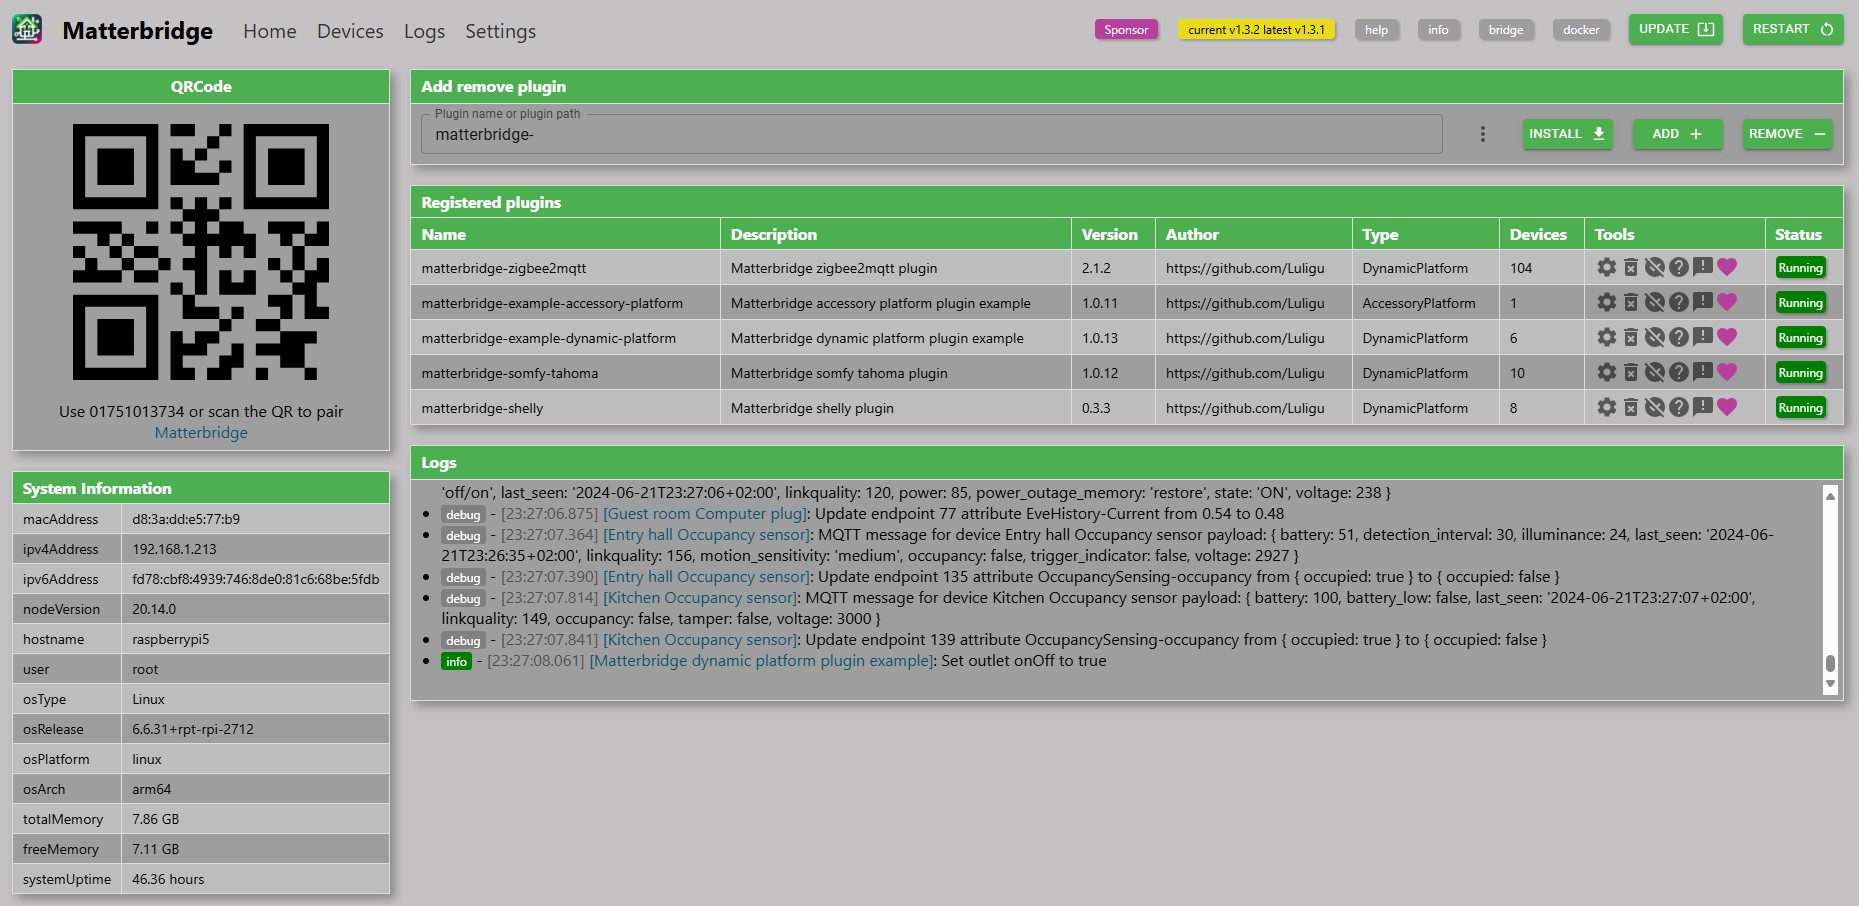 Matterbridge Home Devices Logs Settings Sponsor current v1.3.2 latest v1.3.1 help info bridge docker UPDATE RESTART
QRCode
Use 01751013734 or scan the QR to pair
Matterbridge
System Information
macAddress d8:3a:dd:e5:77:b9
ipv4Address 192.168.1.213
ipv6Address fd78:cbf8:4939:746:8de0:81c6:68be:5fdb
nodeVersion 20.14.0
hostname raspberrypi5
user root
osType Linux
osRelease 6.6.31+rpt-rpi-2712
osPlatform linux
osArch arm64
totalMemory 7.86 GB
freeMemory 7.11 GB
systemUptime 46.36 hours
Add remove plugin
Plugin name or plugin path
matterbridge- INSTALL ADD REMOVE
Registered plugins
Name Description Version Author Type Devices Tools Status
matterbridge-zigbee2mqtt Matterbridge zigbee2mqtt plugin 2.1.2 https://github.com/Luligu DynamicPlatform 104 Running
matterbridge-example-accessory-platform Matterbridge accessory platform plugin example 1.0.11 https://github.com/Luligu AccessoryPlatform 1 Running
matterbridge-example-dynamic-platform Matterbridge dynamic platform plugin example 1.0.13 https://github.com/Luligu DynamicPlatform 6 Running
matterbridge-somfy-tahoma Matterbridge somfy tahoma plugin 1.0.12 https://github.com/Luligu DynamicPlatform 10 Running
matterbridge-shelly Matterbridge shelly plugin 0.3.3 https://github.com/Luligu DynamicPlatform 8 Running
Logs
'off/on', last_seen: '2024-06-21T23:27:06+02:00', linkquality: 120, power: 85, power_outage_memory: 'restore', state: 'ON', voltage: 238 }
• debug - [23:27:06.875] [Guest room Computer plug]: Update endpoint 77 attribute EveHistory-Current from 0.54 to 0.48
• debug - [23:27:07.364] [Entry hall Occupancy sensor]: MQTT message for device Entry hall Occupancy sensor payload: { battery: 51, detection_interval: 30, illuminance: 24, last_seen: '2024-06-
21T23:26:35+02:00', linkquality: 156, motion_sensitivity: 'medium', occupancy: false, trigger_indicator: false, voltage: 2927 }
• debug - [23:27:07.390] [Entry hall Occupancy sensor]: Update endpoint 135 attribute OccupancySensing-occupancy from { occupied: true } to { occupied: false }
• debug - [23:27:07.814] [Kitchen Occupancy sensor]: MQTT message for device Kitchen Occupancy sensor payload: { battery: 100, battery_low: false, last_seen: '2024-06-21T23:27:07+02:00',
linkquality: 149, occupancy: false, tamper: false, voltage: 3000 }
• debug - [23:27:07.841] [Kitchen Occupancy sensor]: Update endpoint 139 attribute OccupancySensing-occupancy from { occupied: true } to { occupied: false }
• info - [23:27:08.061] [Matterbridge dynamic platform plugin example]: Set outlet onOff to true